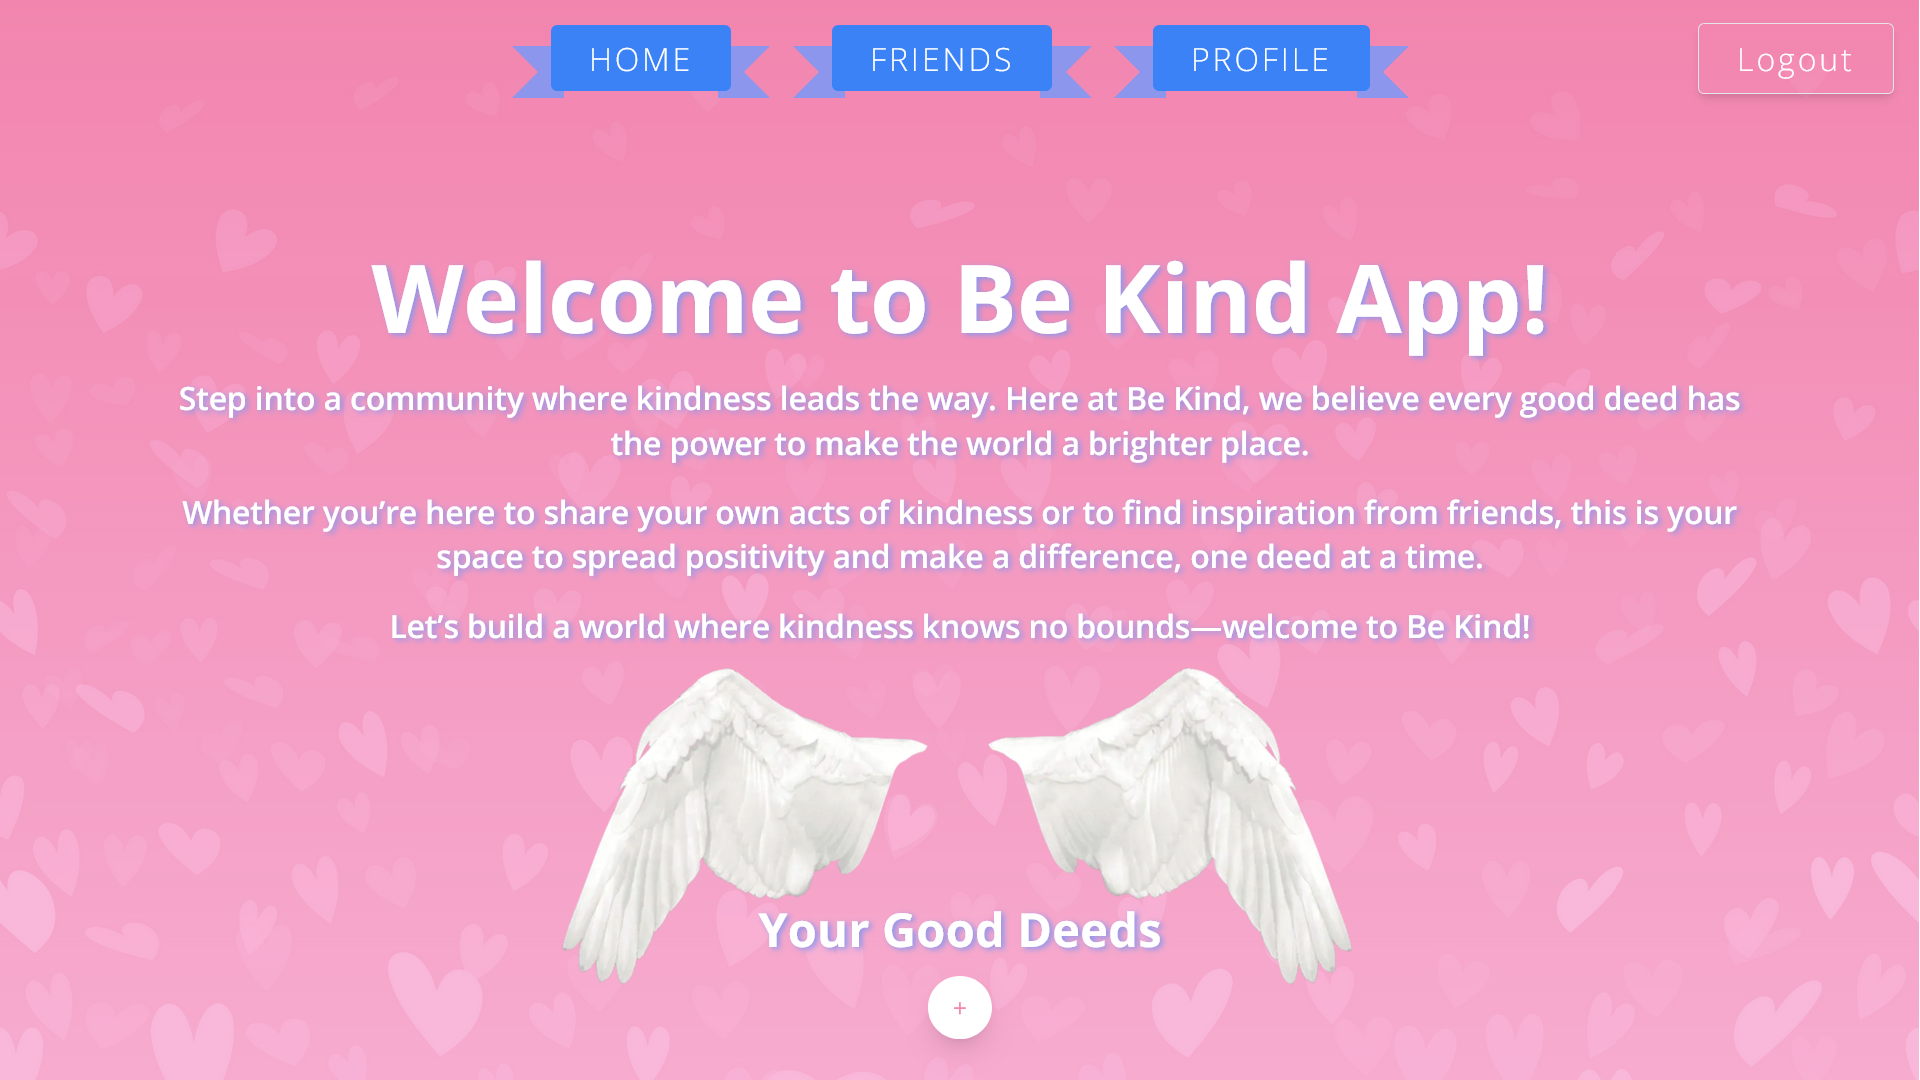 HOME FRIENDS PROFILE Logout
Welcome to Be Kind App!
Step into a community where kindness leads the way. Here at Be Kind, we believe every good deed has
the power to make the world a brighter place.
Whether you’re here to share your own acts of kindness or to find inspiration from friends, this is your
space to spread positivity and make a difference, one deed at a time.
Let’s build a world where kindness knows no bounds—welcome to Be Kind!
Your Good Deeds
+